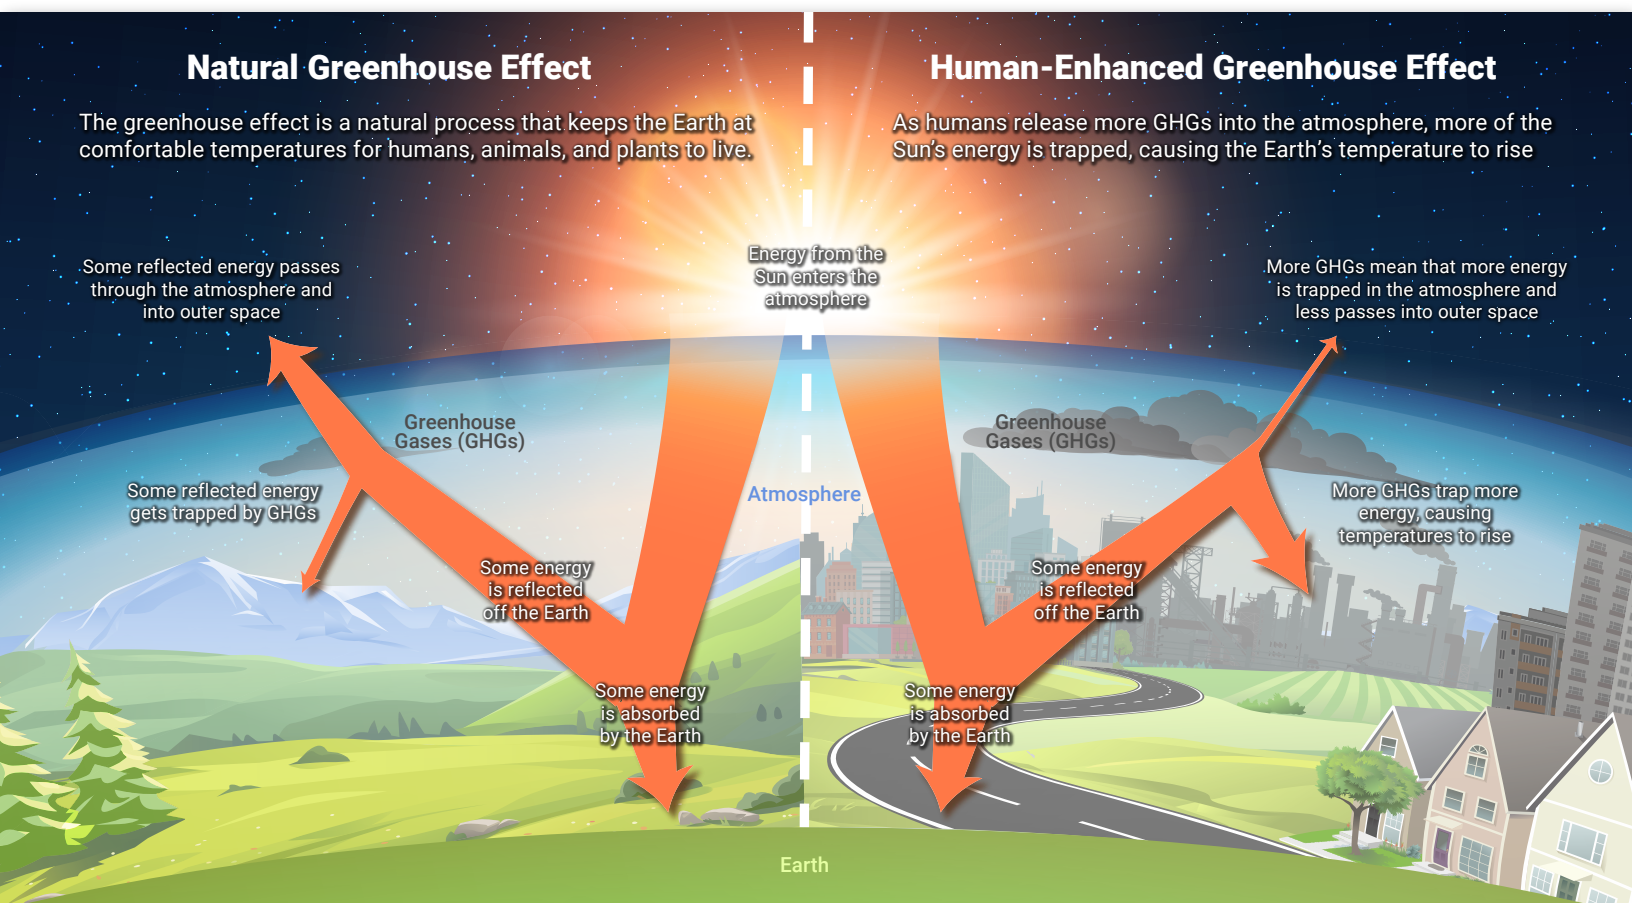 Natural Greenhouse Effect
The greenhouse effect is a natural process that keeps the Earth at
comfortable temperatures for humans, animals, and plants to live.
Human-Enhanced Greenhouse Effect
As humans release more GHGs into the atmosphere, more of the
Sun’s energy is trapped, causing the Earth’s temperature to rise
Energy from the
Sun enters the
atmosphere
Some reflected energy passes
through the atmosphere and
into outer space
Greenhouse
Gases (GHGs)
Some reflected energy
gets trapped by GHGs
Some energy
is reflected
off the Earth
Some energy
is absorbed
by the Earth
Atmosphere
More GHGs mean that more energy
is trapped in the atmosphere and
less passes into outer space
Greenhouse
Gases (GHGs)
More GHGs trap more
energy, causing
temperatures to rise
Some energy
is reflected
off the Earth
Some energy
is absorbed
by the Earth
Earth